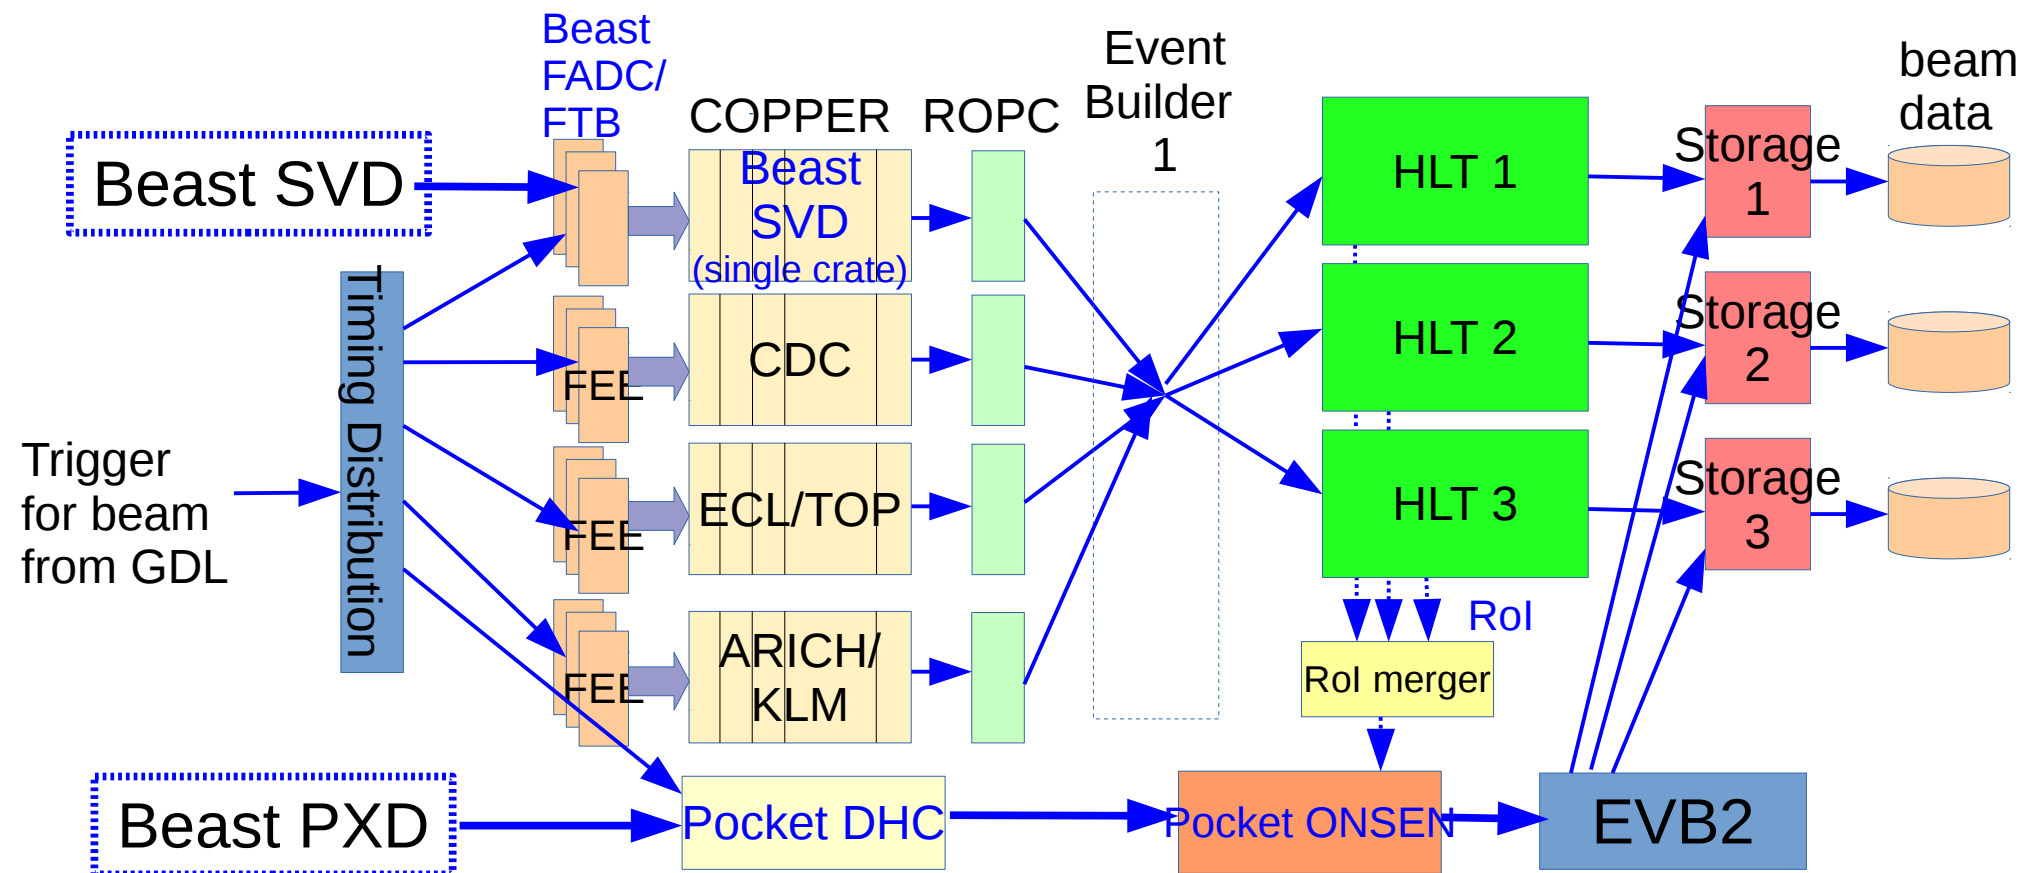 Beast
FADC/
FTB
COPPER
ROPC
Event
Builder
1
beam
data
Beast SVD
Beast
SVD
(single crate)
HLT 1
Storage
1
Timing Distribution
FEE
CDC
HLT 2
Storage
2
Trigger
for beam
from GDL
FEE
ECL/TOP
HLT 3
Storage
3
FEE
ARICH/
KLM
RoI
RoI merger
Beast PXD
Pocket DHC
Pocket ONSEN
EVB2